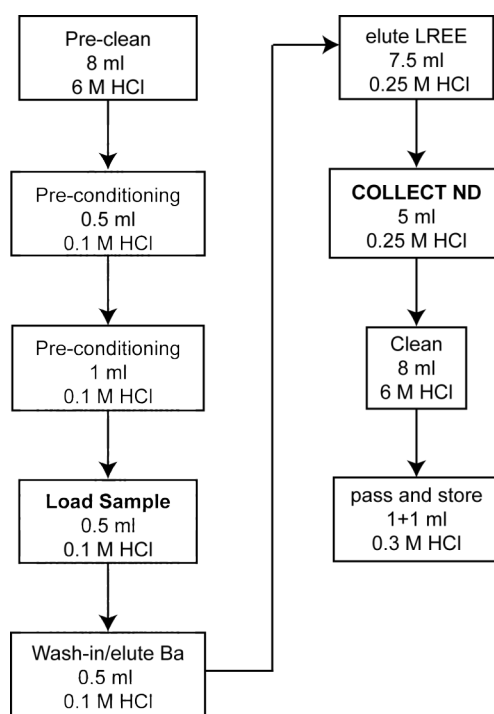 Pre-clean
8 ml
6 M HCl
Pre-conditioning
0.5 ml
0.1 M HCl
Pre-conditioning
1 ml
0.1 M HCl
Load Sample
0.5 ml
0.1 M HCl
Wash-in/elute Ba
0.5 ml
0.1 M HCl
elute LREE
7.5 ml
0.25 M HCl
COLLECT ND
5 ml
0.25 M HCl
Clean
8 ml
6 M HCl
pass and store
1+1 ml
0.3 M HCl